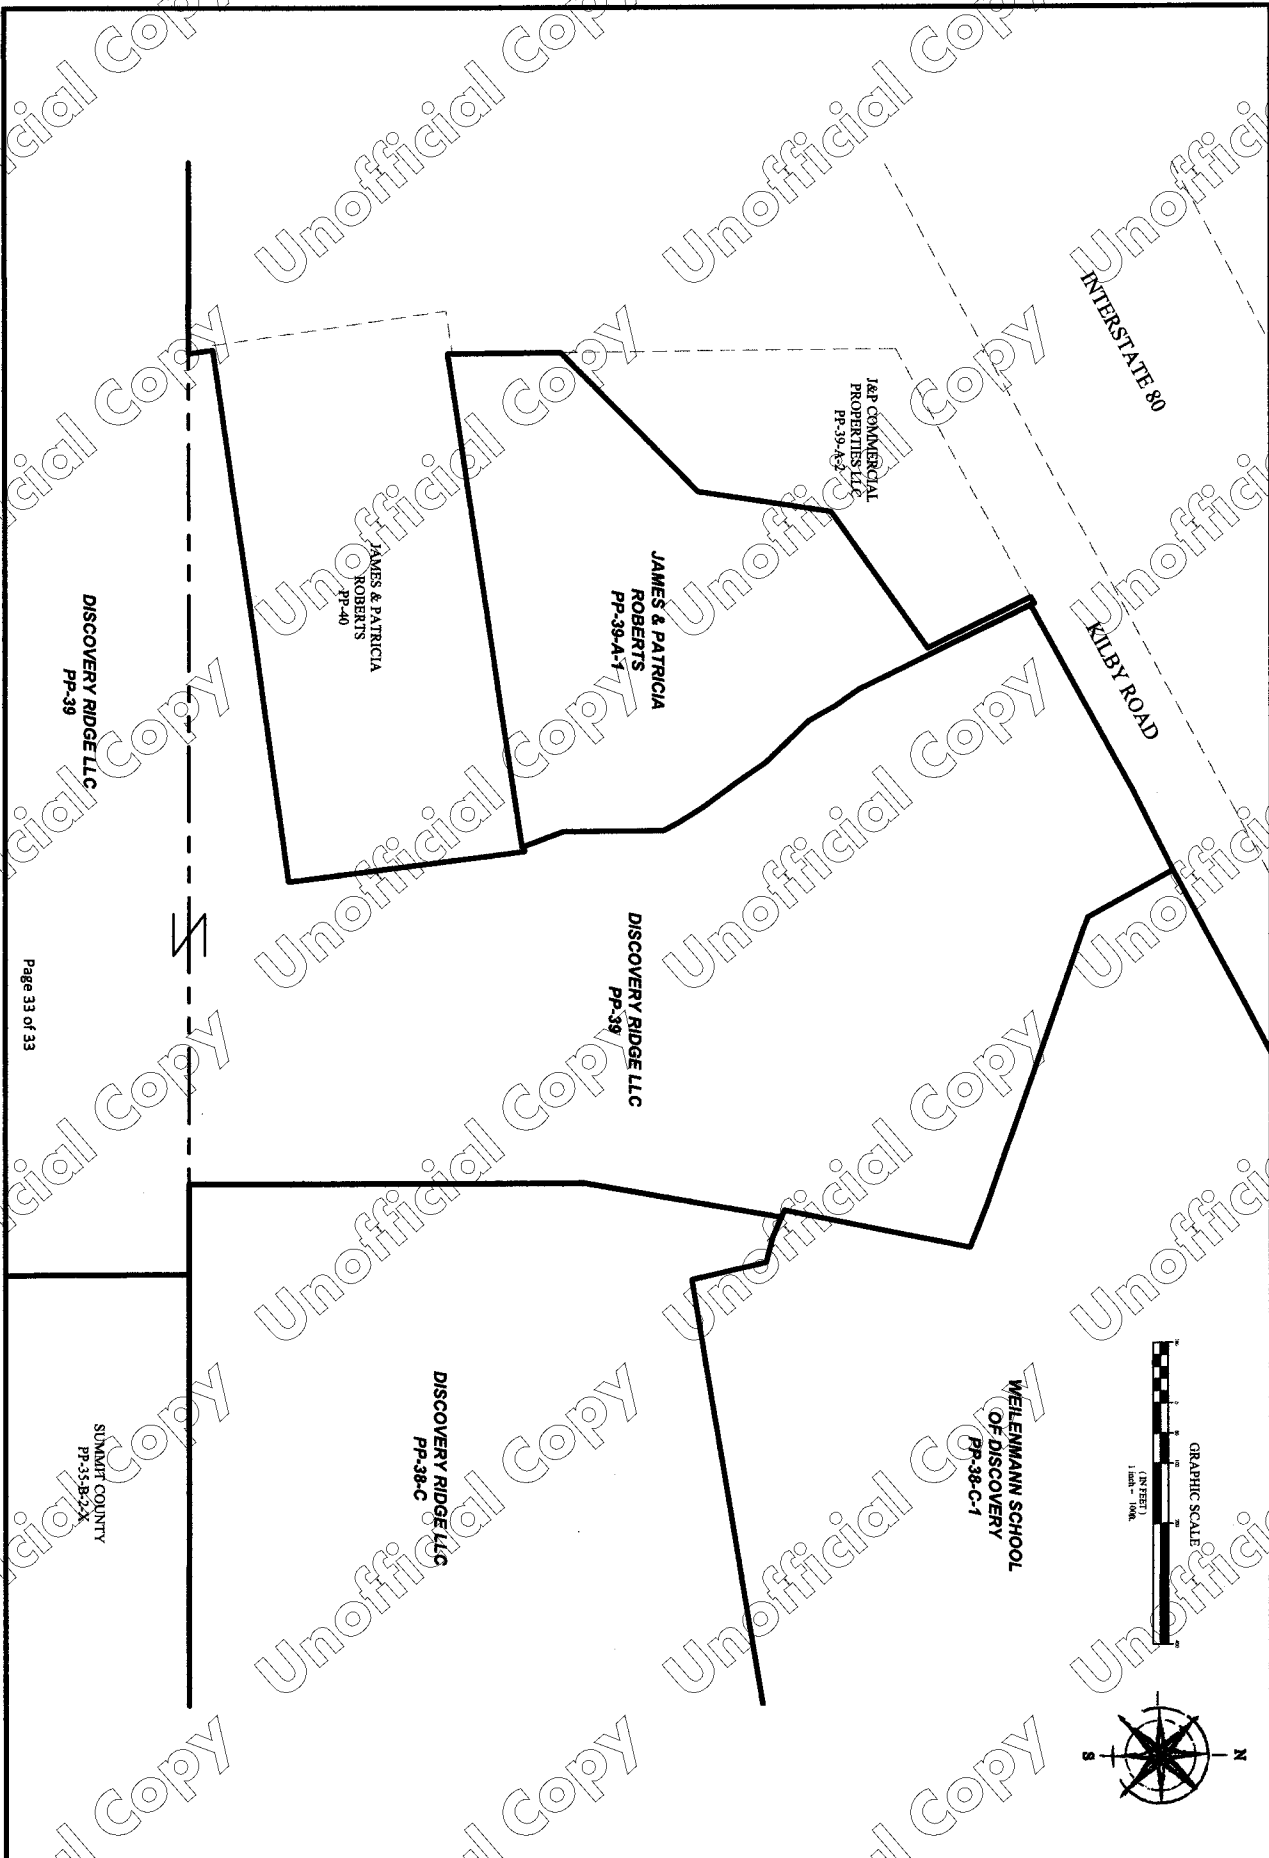 INTERSTATE 80
KILBY ROAD
J&P COMMERCIAL
PROPERTIES LLC
PP-39-A-2
JAMES & PATRICIA
ROBERTS
PP-39-A-1
JAMES & PATRICIA
ROBERTS
PP-40
DISCOVERY RIDGE LLC
PP-39
DISCOVERY RIDGE LLC
PP-39
GRAPHIC SCALE
( IN FEET )
1 inch = 100ft.
N
S
WEILENMANN SCHOOL
OF DISCOVERY
PP-38-C-1
DISCOVERY RIDGE LLC
PP-38-C
SUMMIT COUNTY
PP-35-B-2-X
Page 33 of 33
Unofficial Copy